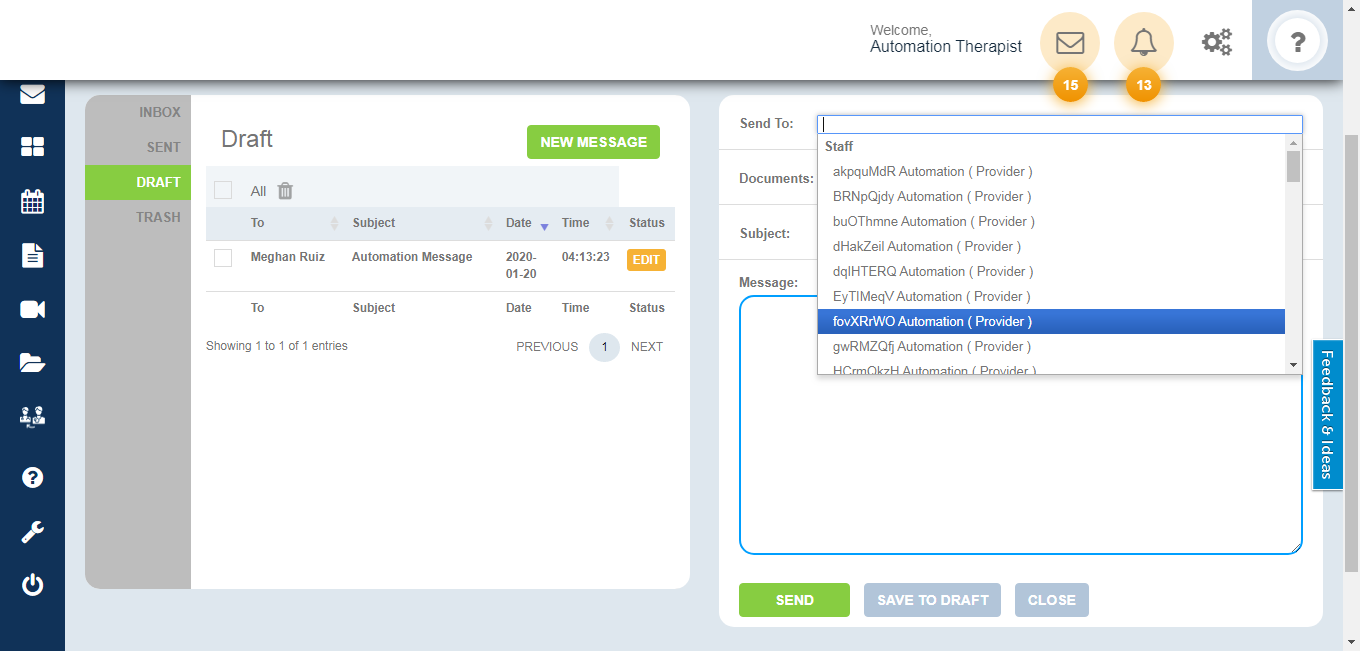 Welcome,
Automation Therapist
15
13
?
INBOX
SENT
DRAFT
TRASH
Draft
NEW MESSAGE
All
To Subject Date Time Status
Meghan Ruiz Automation Message 2020-01-20 04:13:23 EDIT
To Subject Date Time Status
Showing 1 to 1 of 1 entries
PREVIOUS 1 NEXT
Send To:
Documents:
Subject:
Message:
Staff
akpquMdR Automation ( Provider )
BRNpQjdy Automation ( Provider )
buOThmne Automation ( Provider )
dHakZeil Automation ( Provider )
dqlHTERQ Automation ( Provider )
EyTIMeqV Automation ( Provider )
fovXRrWO Automation ( Provider )
gwRMZQfj Automation ( Provider )
HCrmQkzH Automation ( Provider )
SEND
SAVE TO DRAFT
CLOSE
Feedback & Ideas